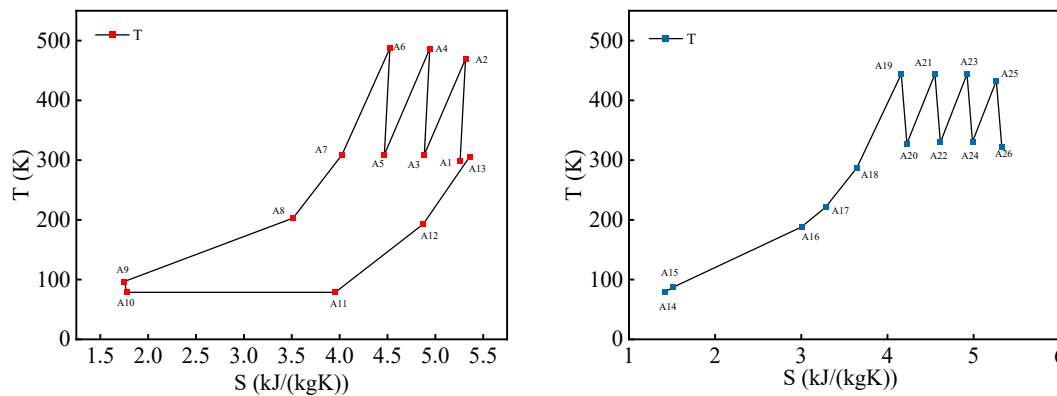 T
A6
A4
A2
A7
A5
A3
A1
A13
A8
A12
A9
A10
A11
500
400
300
200
100
0
T (K)
1.5 2.0 2.5 3.0 3.5 4.0 4.5 5.0 5.5
S (kJ/(kgK))
T
A19
A21
A23
A25
A20
A22
A24
A26
A18
A17
A16
A15
A14
500
400
300
200
100
0
T (K)
1 2 3 4 5 6
S (kJ/(kgK))